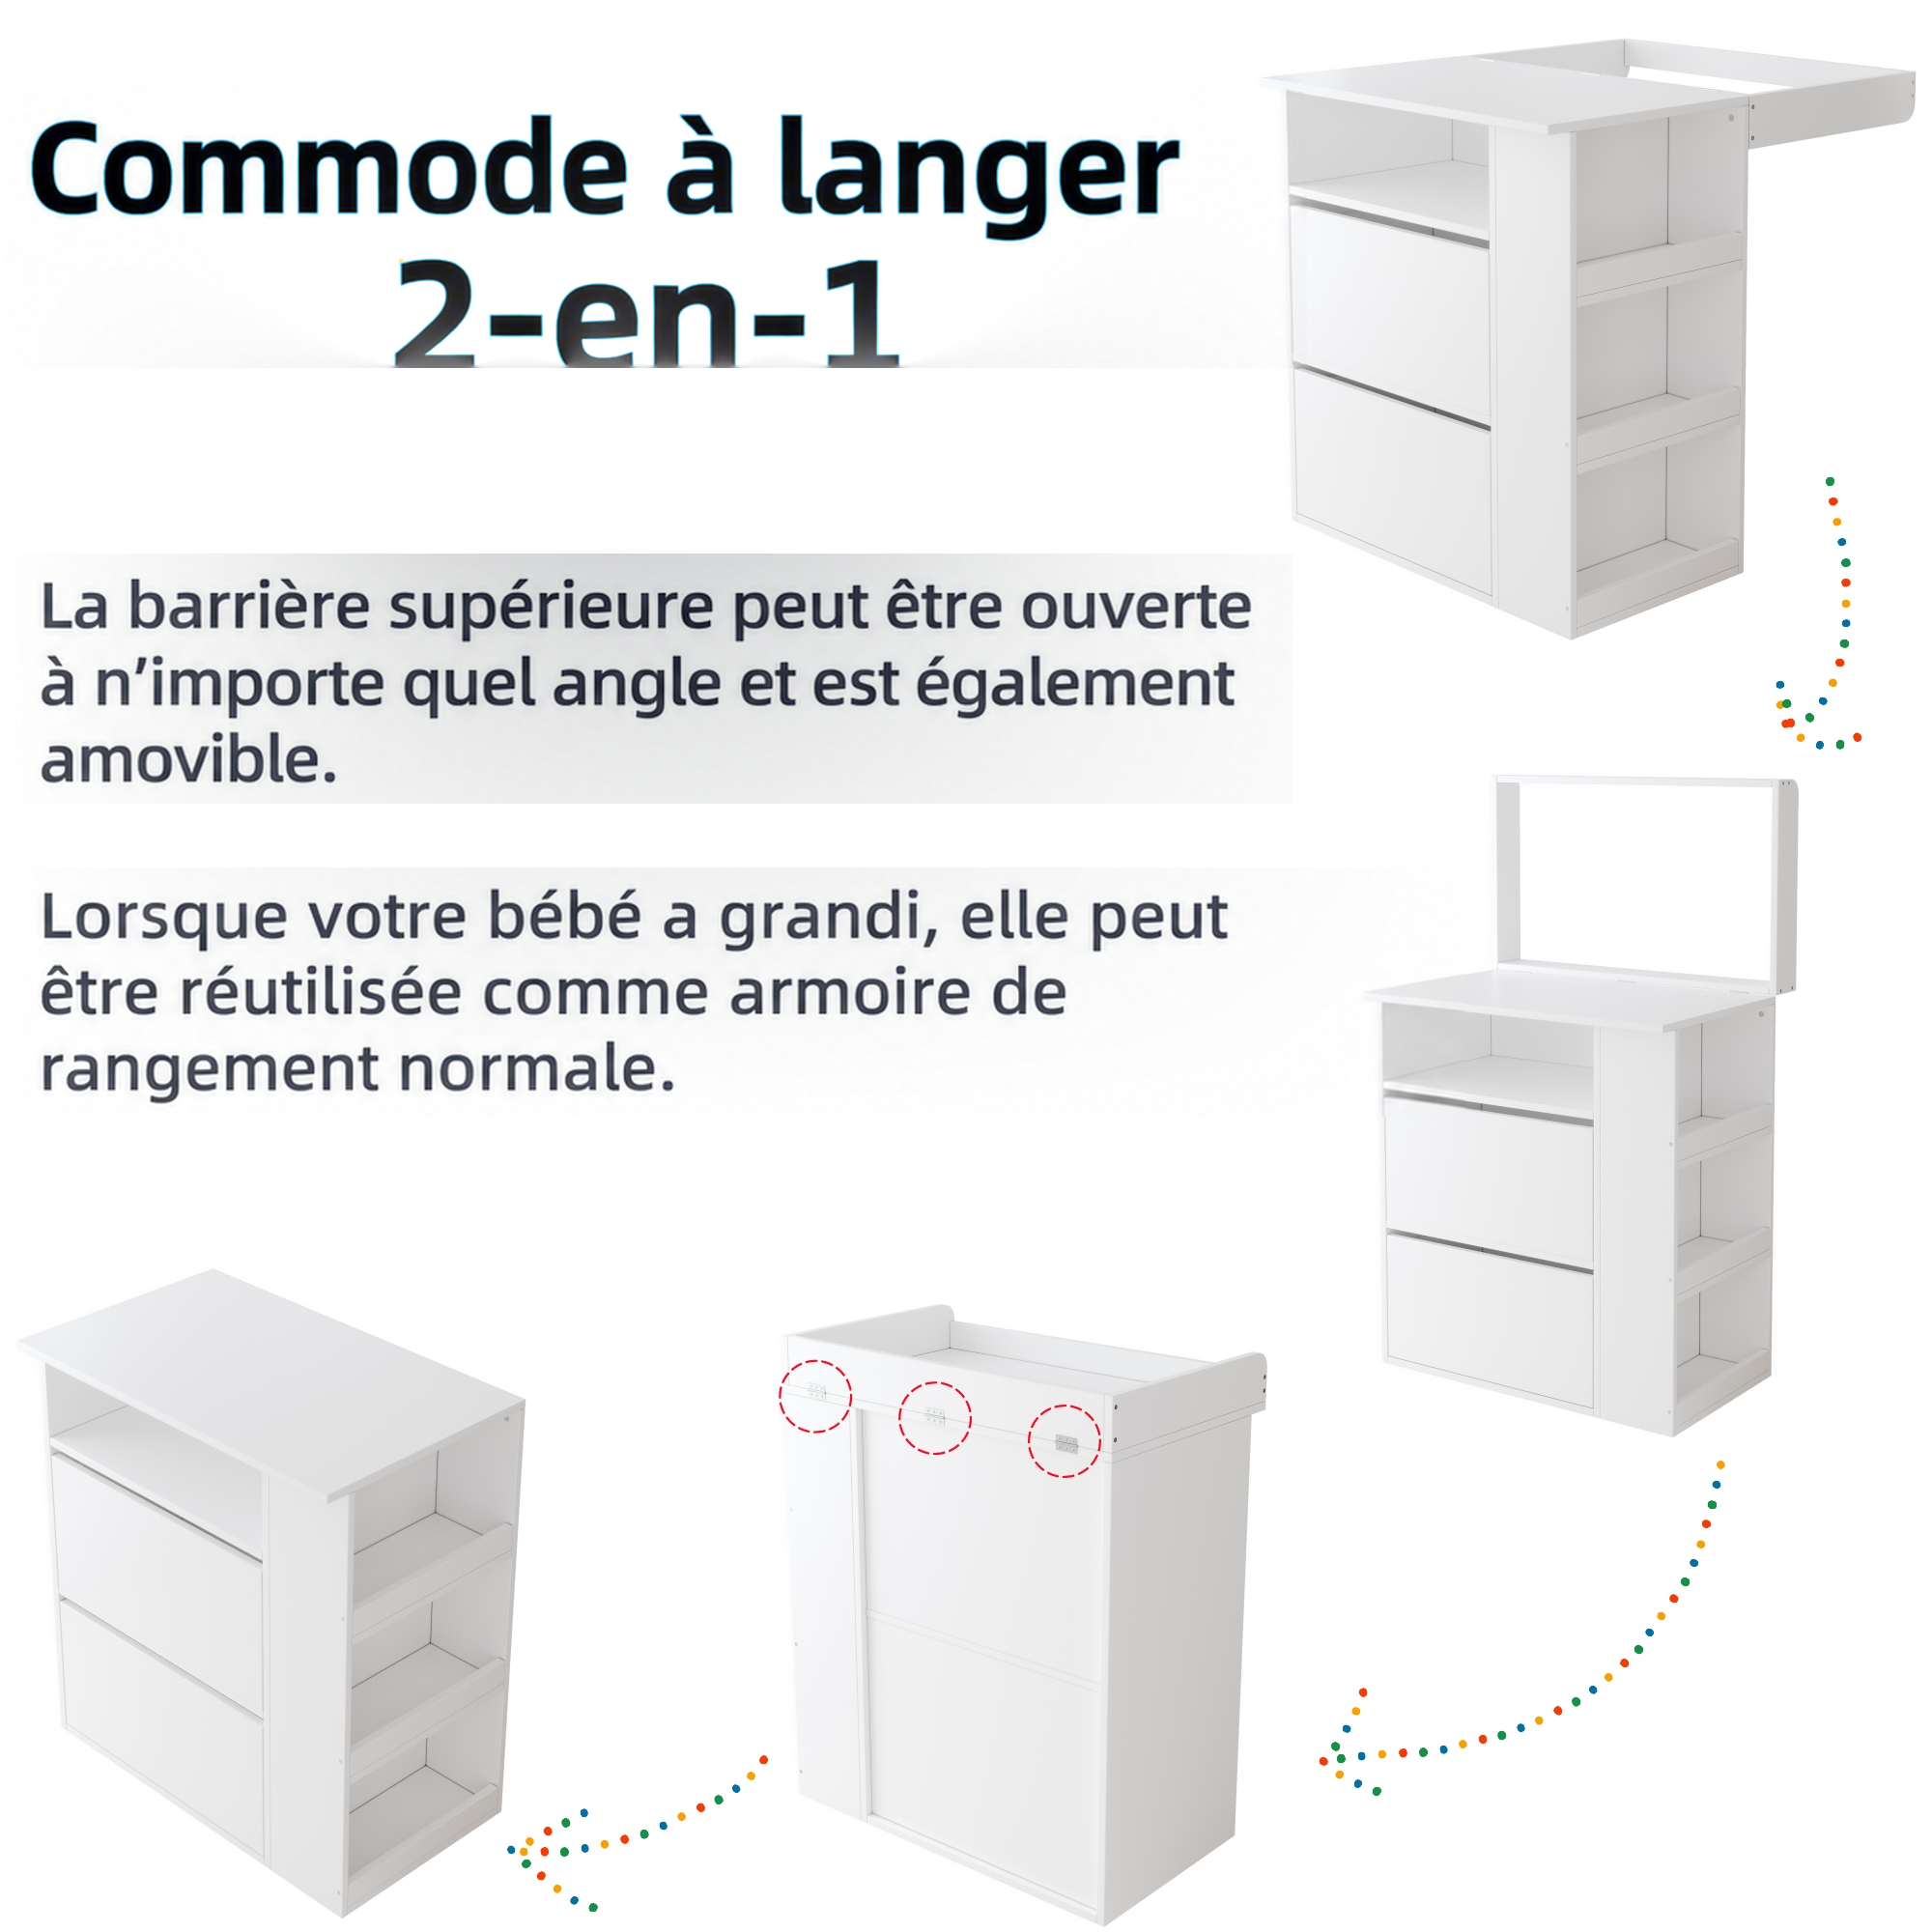 Commode à langer
2-en-1
La barrière supérieure peut être ouverte
à n’importe quel angle et est également
amovible.
Lorsque votre bébé a grandi, elle peut
être réutilisée comme armoire de
rangement normale.